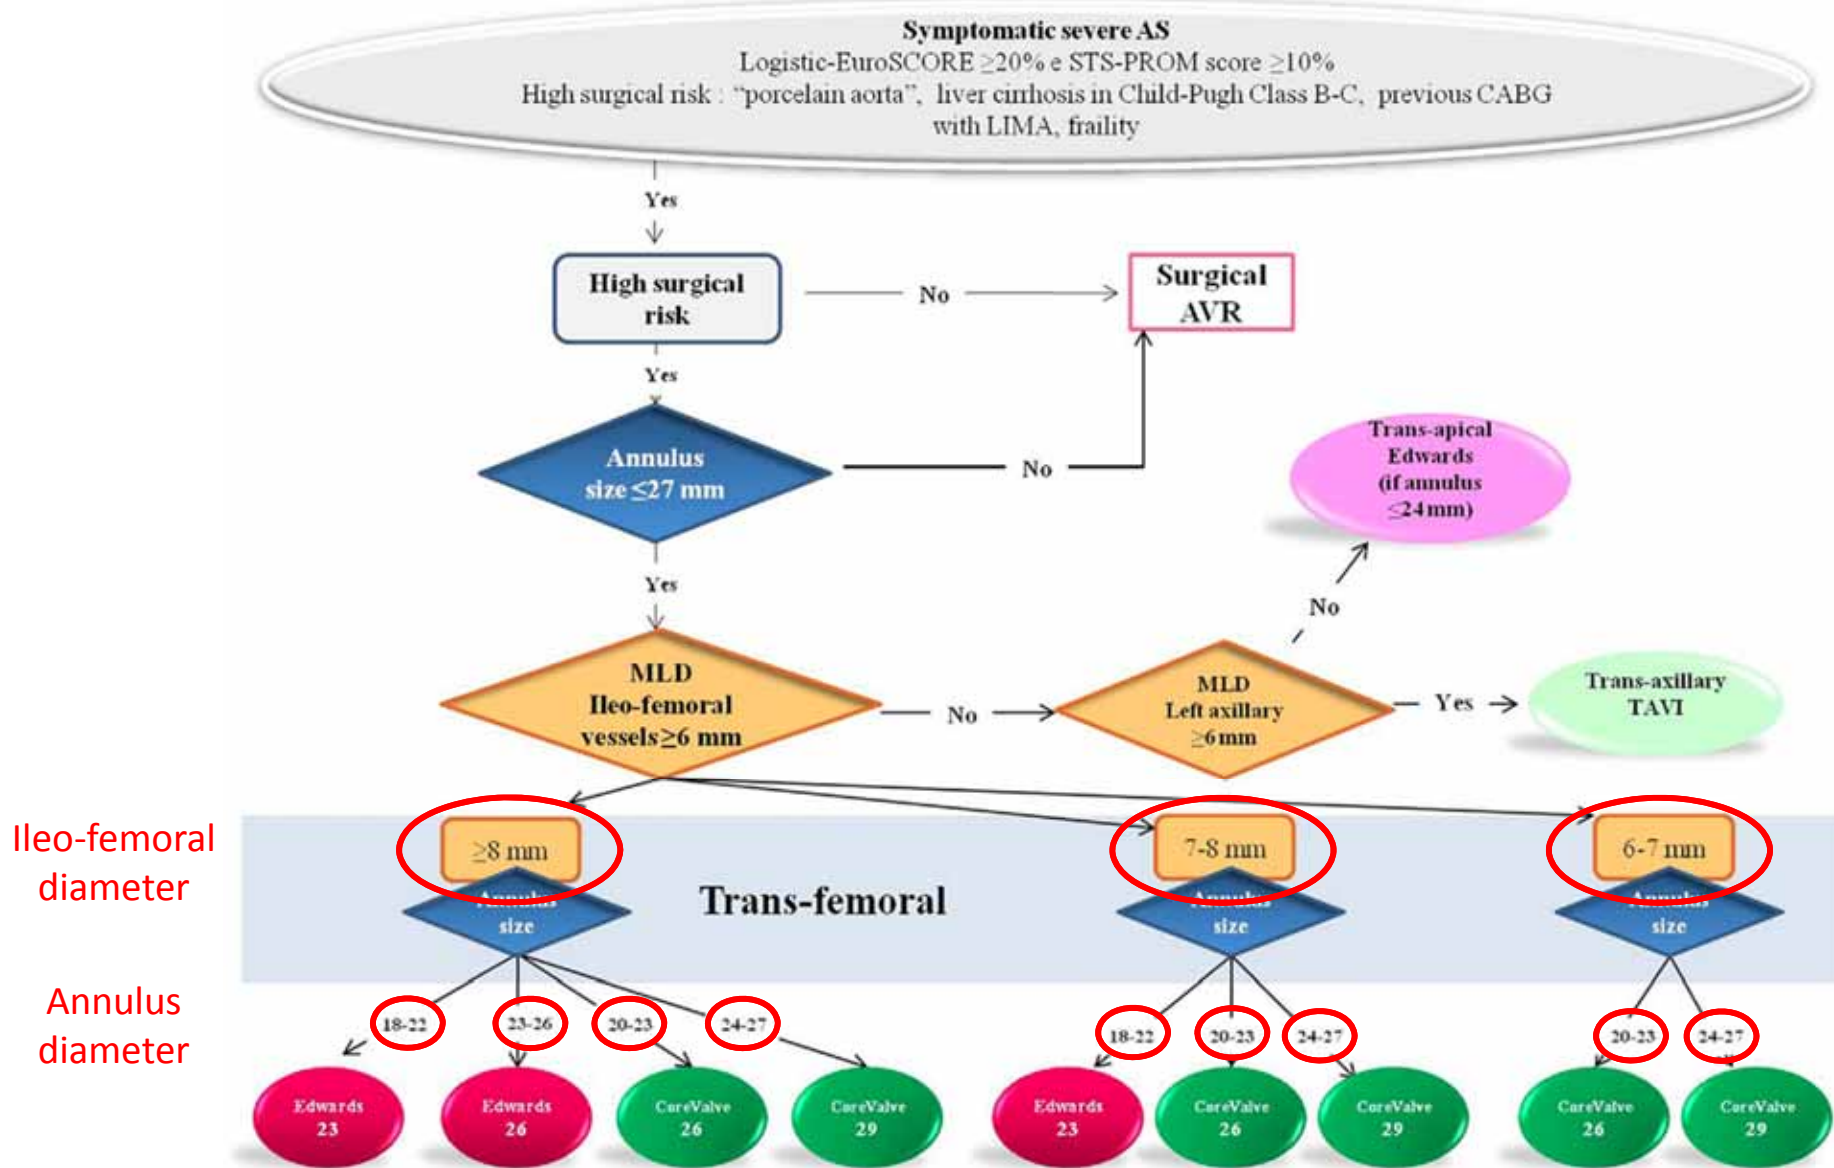 Symptomatic severe AS
Logistic-EuroSCORE ≥20% e STS-PROM score ≥10%
High surgical risk : “porcelain aorta”, liver cirrhosis in Child-Pugh Class B-C, previous CABG
with LIMA, fraility
Yes
High surgical
risk
No
Surgical
AVR
Yes
Annulus
size ≤27 mm
No
Trans-apical
Edwards
(if annulus
≤24 mm)
Yes
No
MLD
Ileo-femoral
vessels≥6 mm
No
MLD
Left axillary
≥6 mm
Yes
Trans-axillary
TAVI
Ileo-femoral
diameter
≥8 mm
7-8 mm
6-7 mm
Trans-femoral
Annulus
size
Annulus
size
Annulus
size
Annulus
diameter
18-22
23-26
20-23
24-27
18-22
20-23
24-27
20-23
24-27
Edwards
23
Edwards
26
CoreValve
26
CoreValve
29
Edwards
23
CoreValve
26
CoreValve
29
CoreValve
26
CoreValve
29